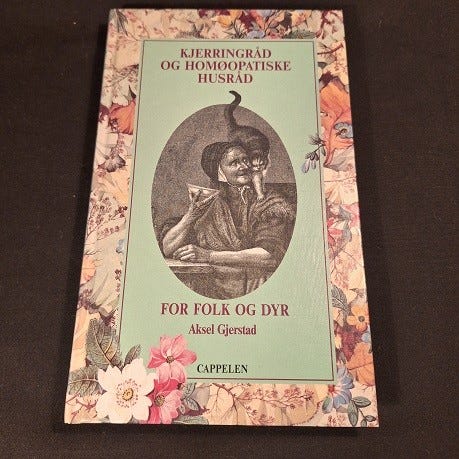 KJERRINGRÅD
OG HOMØOPATISKE
HUSRÅD
FOR FOLK OG DYR
Aksel Gjerstad
CAPPELEN